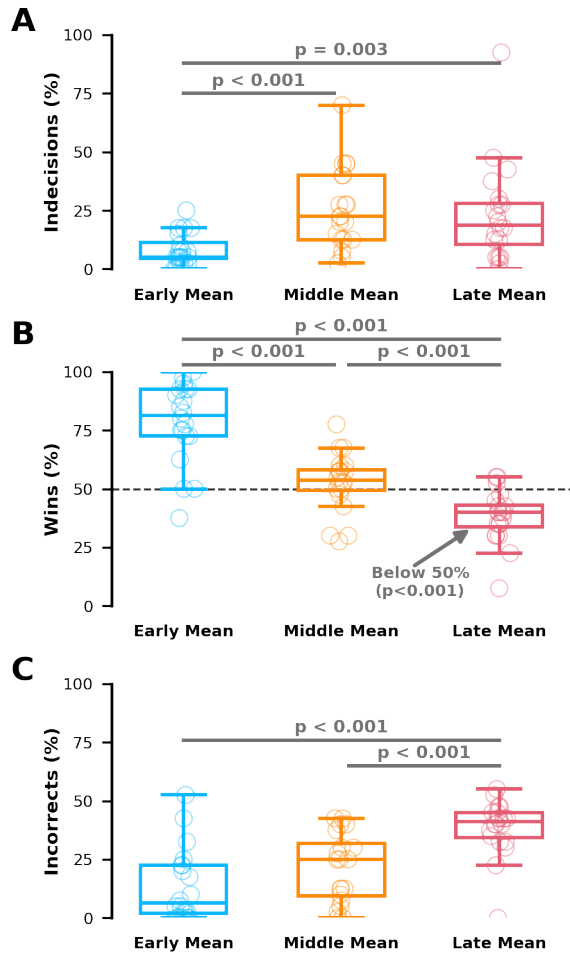 A
100
p = 0.003
p < 0.001
75
50
25
0
Indecisions (%)
Early Mean Middle Mean Late Mean
B
p < 0.001
p < 0.001 p < 0.001
100
75
50
25
0
Wins (%)
Below 50%
(p<0.001)
Early Mean Middle Mean Late Mean
C
100
p < 0.001
75
p < 0.001
50
25
0
Incorrects (%)
Early Mean Middle Mean Late Mean